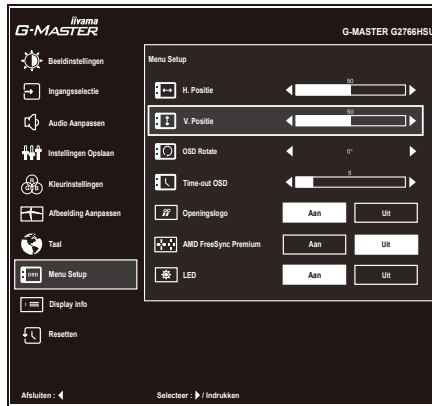 iiyama
G-MASTER
G-MASTER G2766HSU
Beeldinstellingen
Ingangsselectie
Audio Aanpassen
Instellingen Opslaan
R
G B
Kleurinstellingen
Afbeelding Aanpassen
Taal
OSD
Menu Setup
i
Display info
Resetten
Menu Setup
H. Positie
50
V. Positie
50
OSD Rotate
0°
Time-out OSD
5
Openingslogo
Aan
Uit
AMD FreeSync Premium
Aan
Uit
LED
Aan
Uit
Afsluiten :
Selecteer : / Indrukken